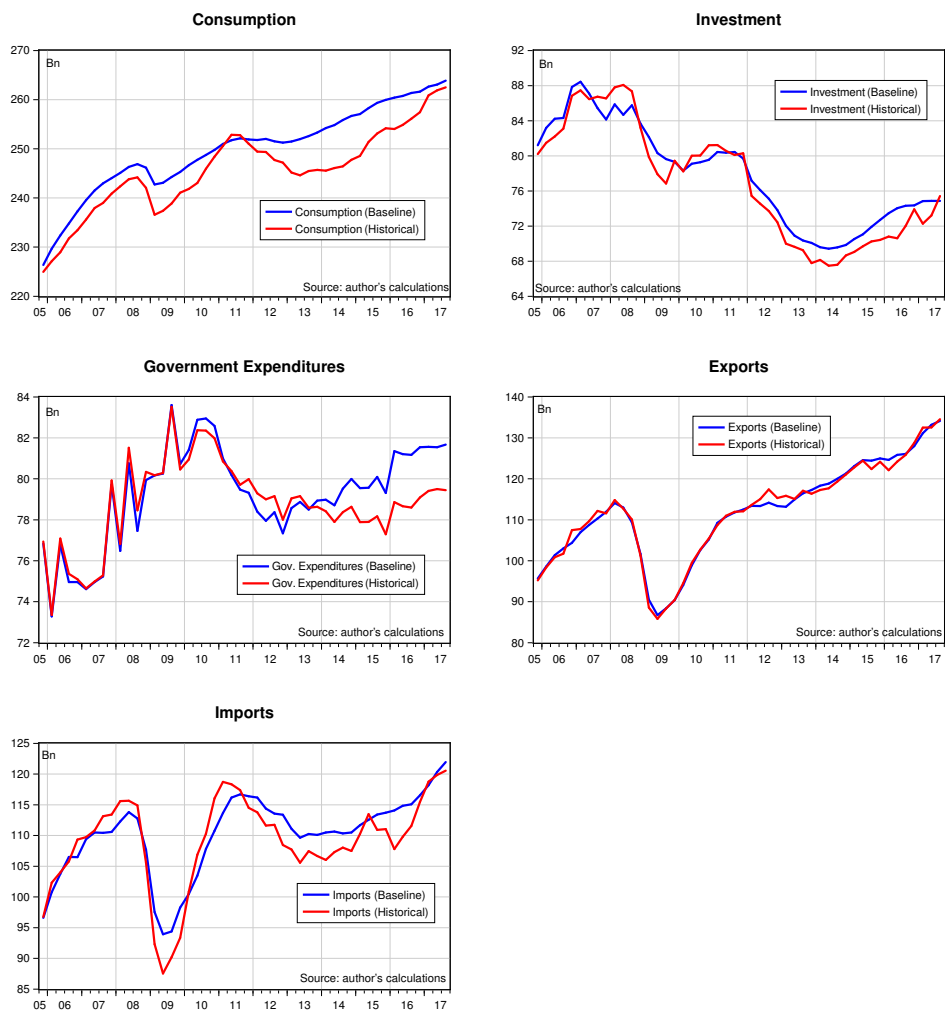 Consumption
270
260
250
240
230
220
Bn
Consumption (Baseline)
Consumption (Historical)
Source: author's calculations
05 06 07 08 09 10 11 12 13 14 15 16 17
Investment
92
88
84
80
76
72
68
64
Bn
Investment (Baseline)
Investment (Historical)
Source: author's calculations
05 06 07 08 09 10 11 12 13 14 15 16 17
Government Expenditures
84
82
80
78
76
74
72
Bn
Gov. Expenditures (Baseline)
Gov. Expenditures (Historical)
Source: author's calculations
05 06 07 08 09 10 11 12 13 14 15 16 17
Exports
140
130
120
110
100
90
80
Bn
Exports (Baseline)
Exports (Historical)
Source: author's calculations
05 06 07 08 09 10 11 12 13 14 15 16 17
Imports
125
120
115
110
105
100
95
90
85
Bn
Imports (Baseline)
Imports (Historical)
Source: author's calculations
05 06 07 08 09 10 11 12 13 14 15 16 17